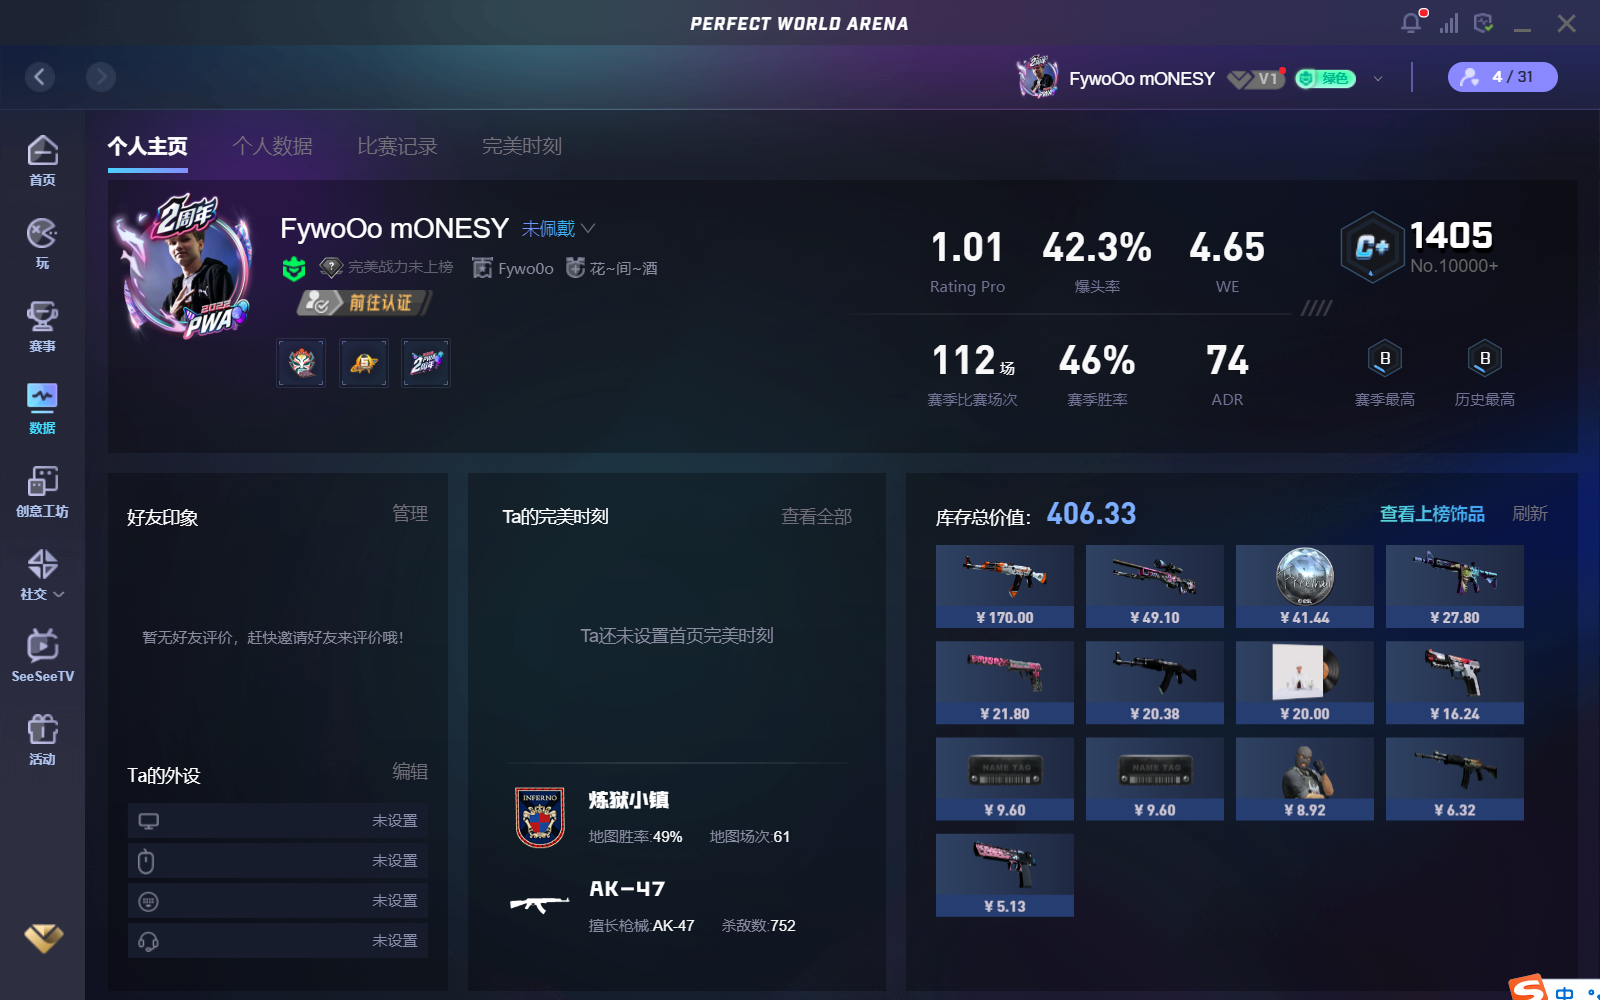 PERFECT WORLD ARENA
FywoOo mONESY
V1
绿色
4 / 31
首页
玩
赛事
数据
创意工坊
社交
SeeSeeTV
活动
个人主页
个人数据
比赛记录
完美时刻
2周年
2022
PWA
FywoOo mONESY
未佩戴
完美战力未上榜
Fywo0o
花~间~酒
前往认证
1.01
Rating Pro
42.3%
爆头率
4.65
WE
C+
1405
No.10000+
112场
赛季比赛场次
46%
赛季胜率
74
ADR
B
赛季最高
B
历史最高
好友印象
管理
暂无好友评价，赶快邀请好友来评价哦！
Ta的外设
编辑
未设置
未设置
未设置
未设置
Ta的完美时刻
查看全部
Ta还未设置首页完美时刻
INFERNO
炼狱小镇
地图胜率:49%
地图场次:61
AK-47
擅长枪械:AK-47
杀敌数:752
库存总价值：
406.33
查看上榜饰品
刷新
¥ 170.00
¥ 49.10
¥ 41.44
¥ 27.80
¥ 21.80
¥ 20.38
¥ 20.00
¥ 16.24
NAME TAG
¥ 9.60
NAME TAG
¥ 9.60
¥ 8.92
¥ 6.32
¥ 5.13
中